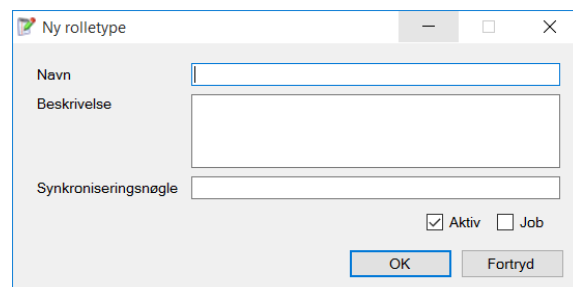 Ny rolletype
Navn
Beskrivelse
Synkroniseringsnøgle
Aktiv Job
OK Fortryd